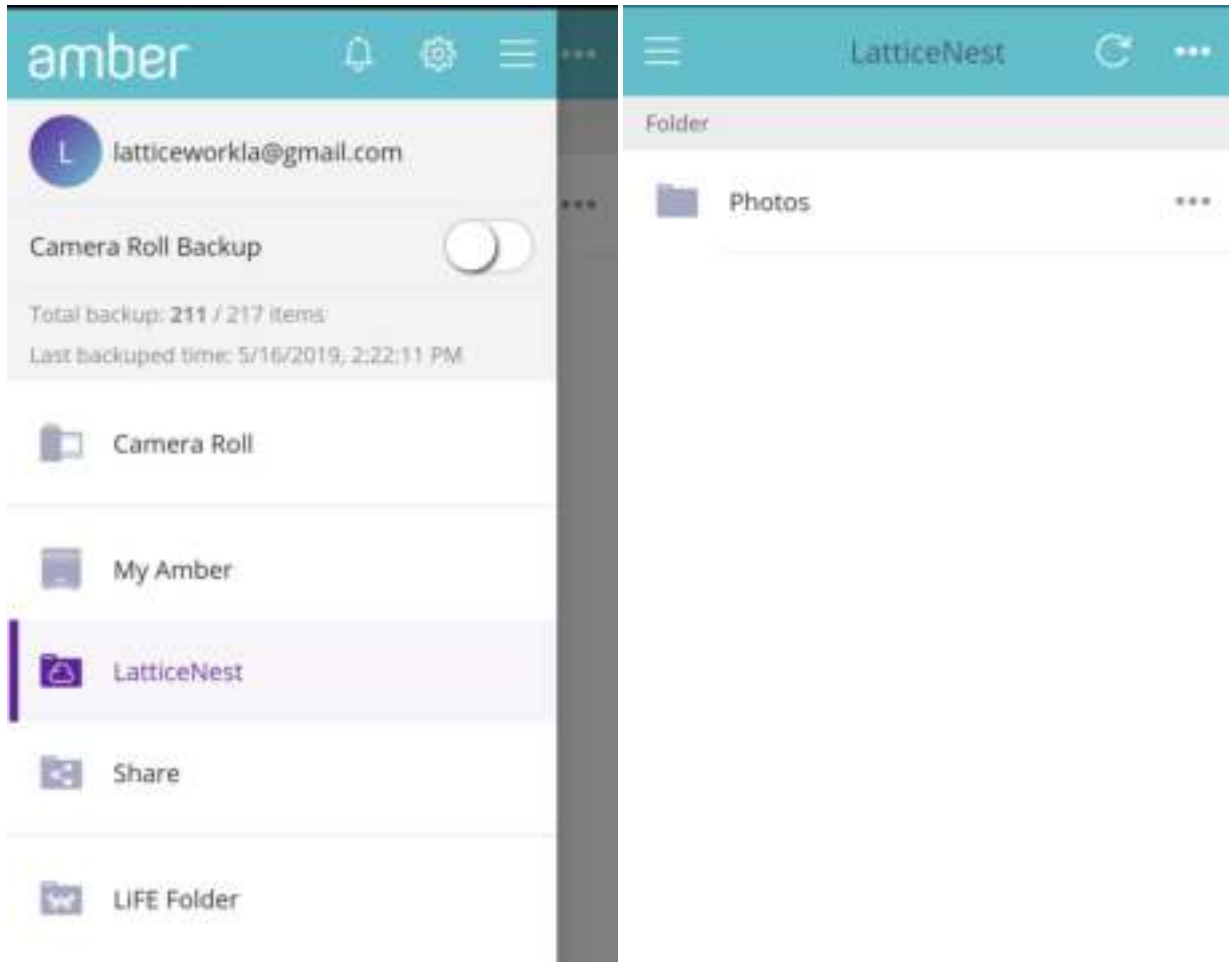 amber
L
latticeworkla@gmail.com
Camera Roll Backup
Total backup: 211 / 217 items
Last backuped time: 5/16/2019, 2:22:11 PM
Camera Roll
My Amber
LatticeNest
Share
LiFE Folder
LatticeNest
Folder
Photos